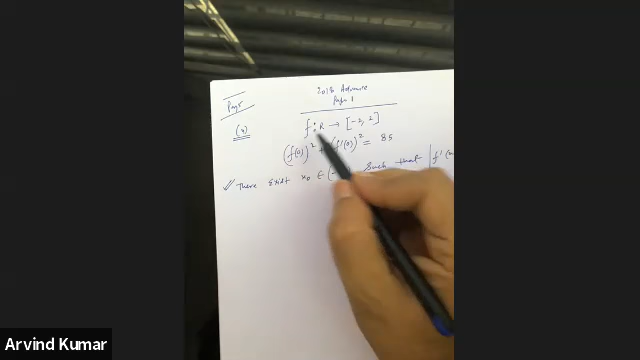 2018 Advance
Paper 1
Page
(4)
f: R → [-2, 2]
(f(0))² + (f'(0))² = 85
✓ There exist x₀ ∈ (- Such that |f'(x
Arvind Kumar